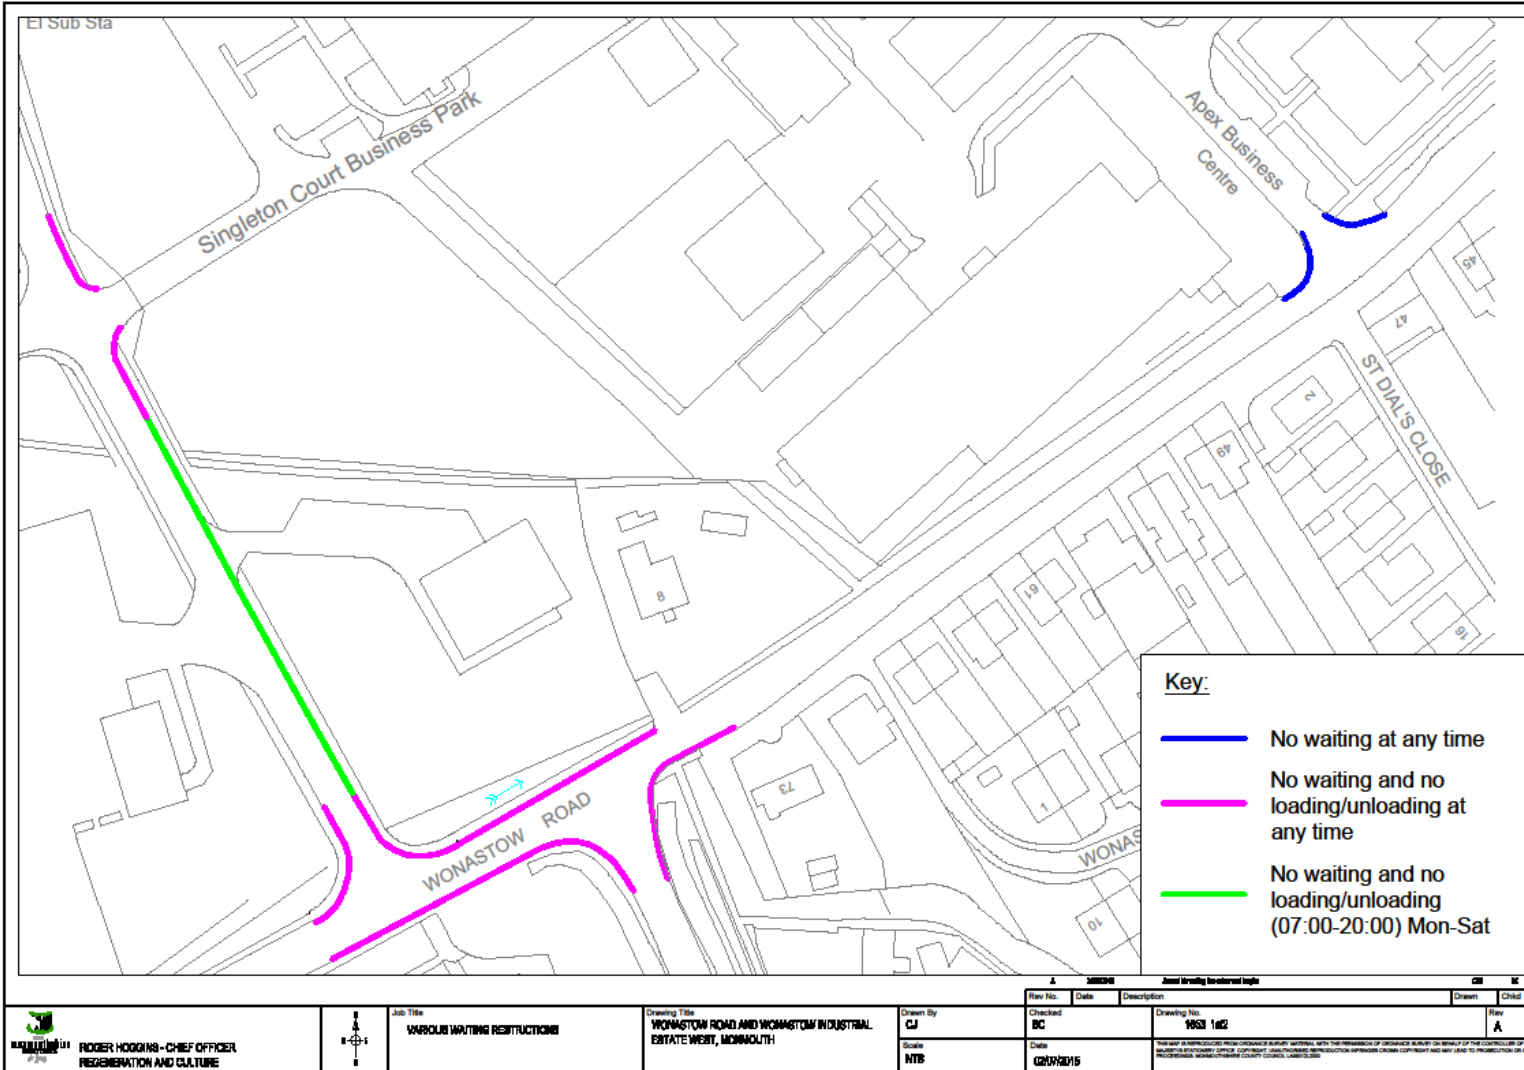 El Sub Sta
Singleton Court Business Park
Apex Business
Centre
45
47
ST DIAL'S CLOSE
2
49
16
61
8
73
1
WONASTOW ROAD
WONAS
10
Key:
No waiting at any time
No waiting and no
loading/unloading at
any time
No waiting and no
loading/unloading
(07:00-20:00) Mon-Sat
A
Rev No. Date Description Drawn Chkd
ROGER HOGGINS - CHIEF OFFICER
REGENERATION AND CULTURE
Job Title
VARIOUS WAITING RESTRICTIONS
Drawing Title
WONASTOW ROAD AND WONASTOW INDUSTRIAL
ESTATE WEST, MONMOUTH
Drawn By
CJ
Scale
NTS
Checked
Date
Drawing No.
Rev
A